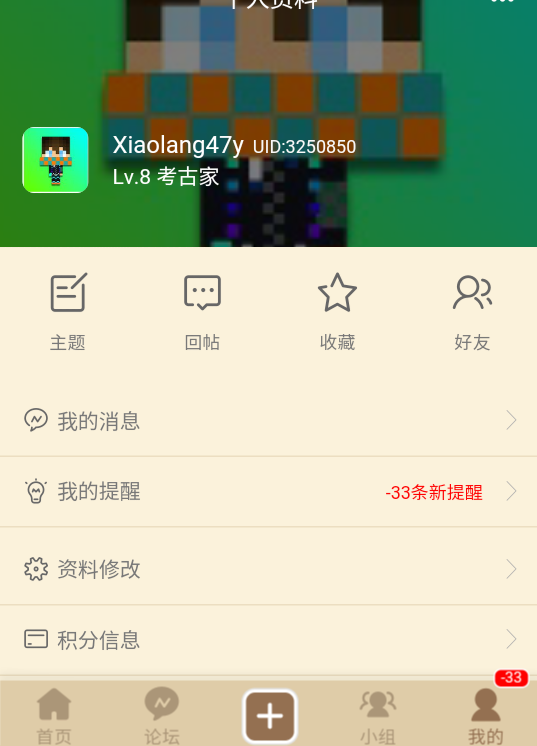 个人资料
Xiaolang47y UID:3250850
Lv.8 考古家
主题 回帖 收藏 好友
我的消息
我的提醒 -33条新提醒
资料修改
积分信息
-33
首页 论坛 小组 我的